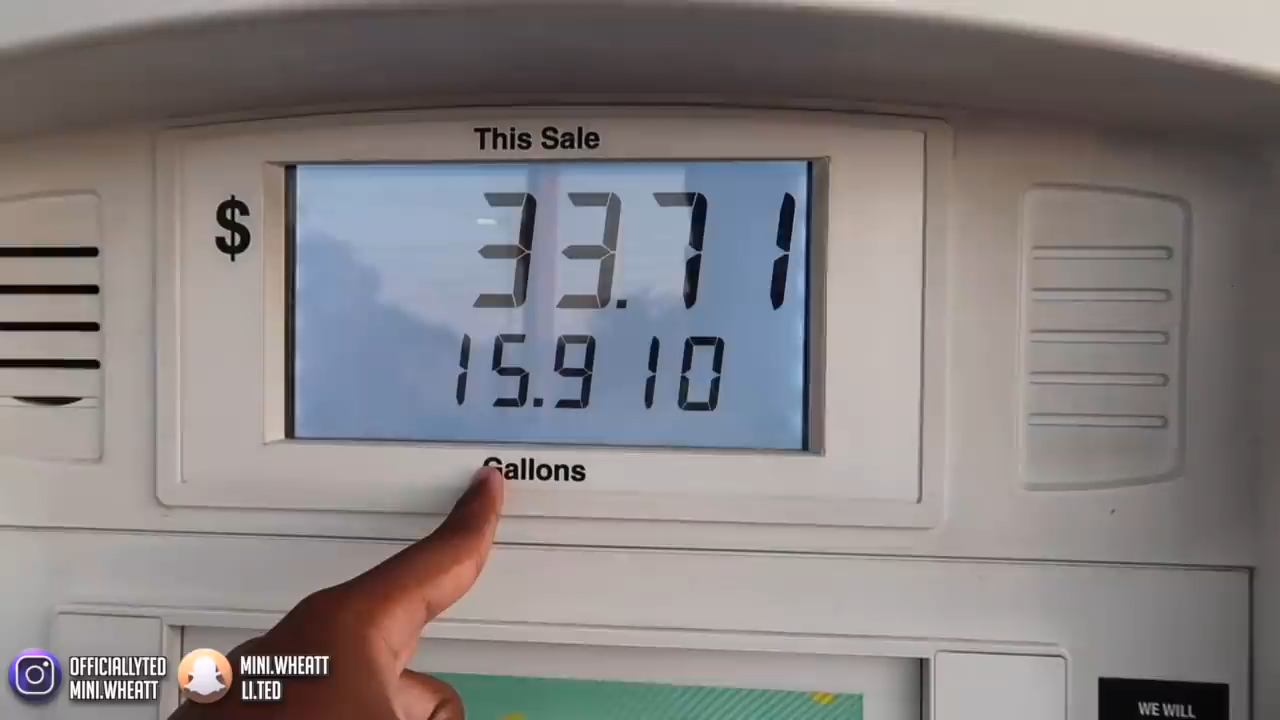 This Sale
$ 33.71
15.910
Gallons
OFFICIALLYTED
MINI.WHEATT
MINI.WHEATT
LI.TED
WE WILL